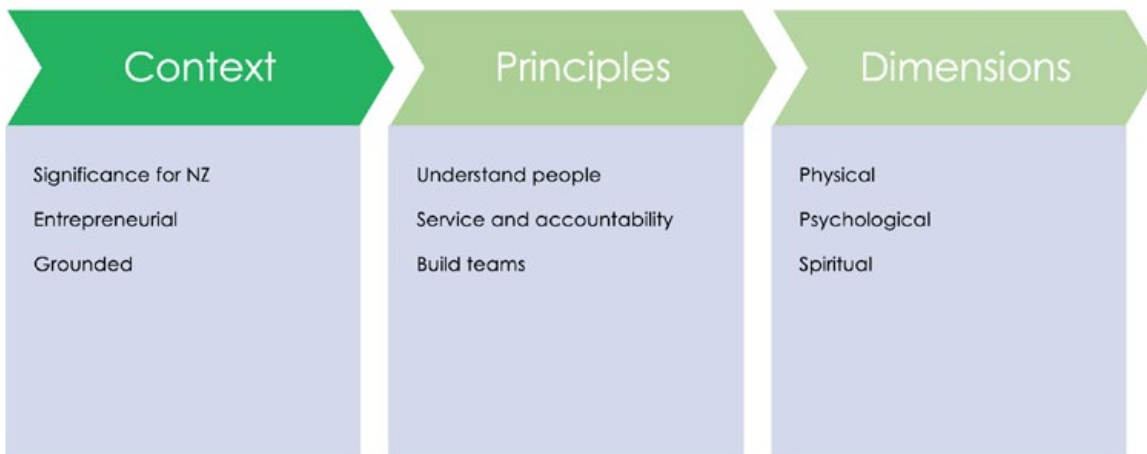 Context
Significance for NZ
Entrepreneurial
Grounded
Principles
Understand people
Service and accountability
Build teams
Dimensions
Physical
Psychological
Spiritual